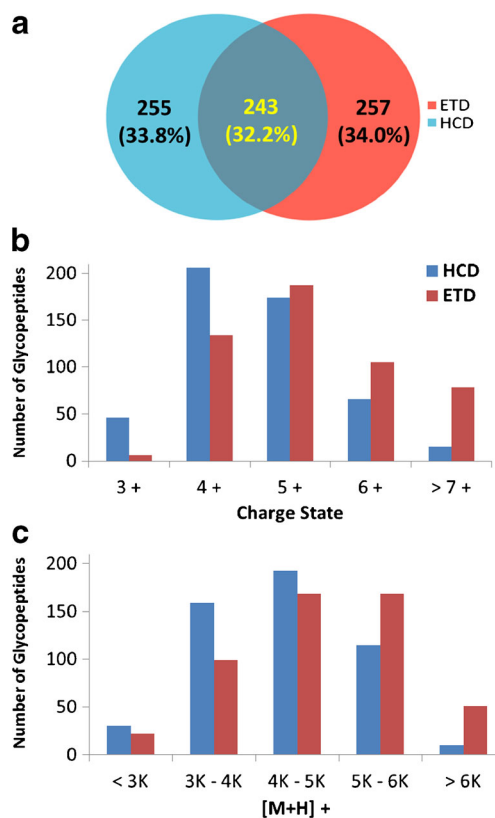 a
255
(33.8%)
243
(32.2%)
257
(34.0%)
ETD
HCD
b
Number of Glycopeptides
200
150
100
50
0
HCD
ETD
3 + 4 + 5 + 6 + > 7 +
Charge State
c
Number of Glycopeptides
200
150
100
50
0
< 3K 3K - 4K 4K - 5K 5K - 6K > 6K
[M+H] +